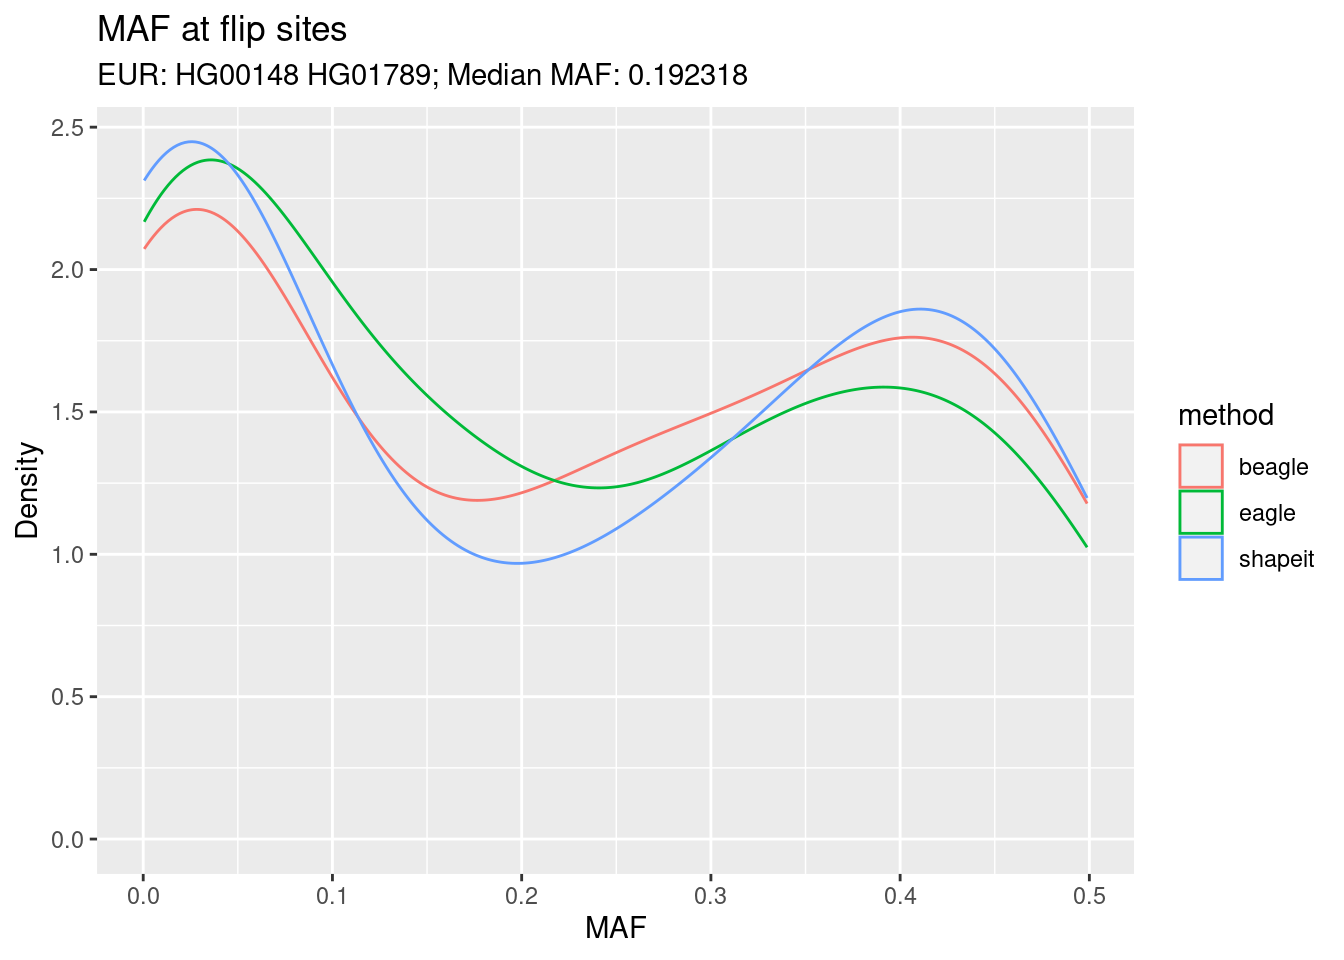 MAF at flip sites
EUR: HG00148 HG01789; Median MAF: 0.192318
2.5
2.0
1.5
1.0
0.5
0.0
Density
0.0 0.1 0.2 0.3 0.4 0.5
MAF
method
beagle
eagle
shapeit